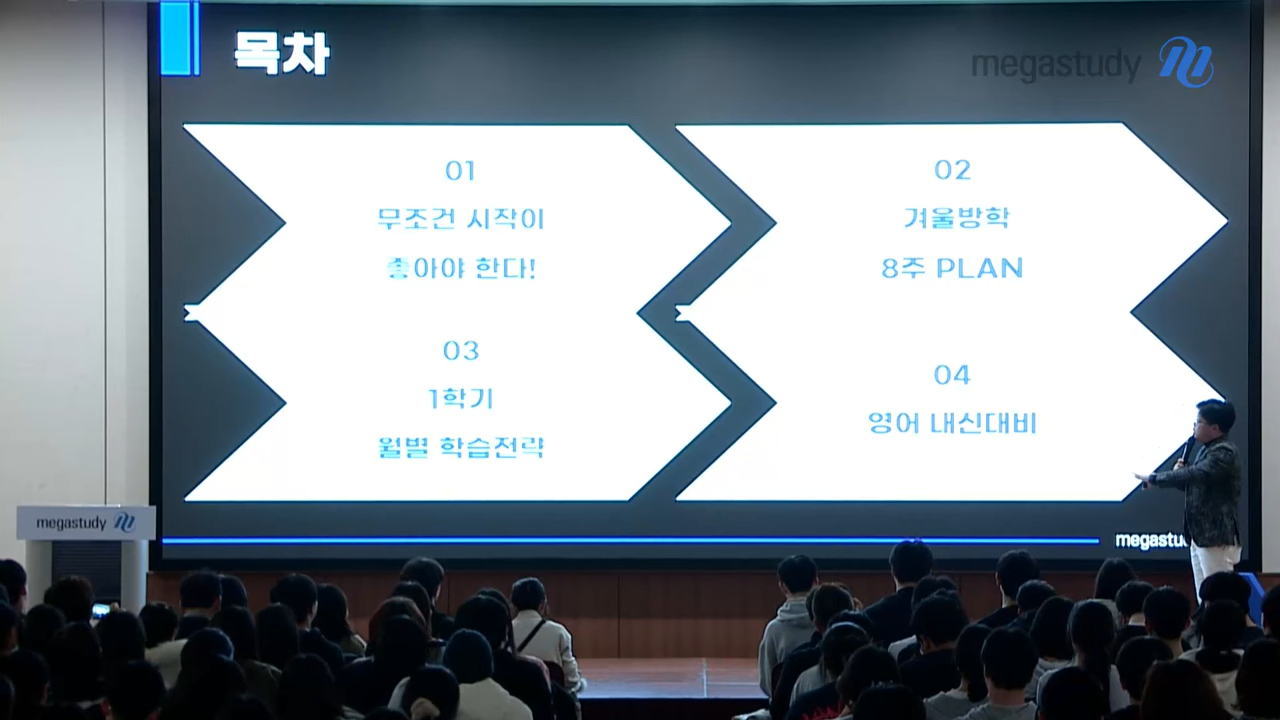 목차
megastudy
01
무조건 시작이
좋아야 한다!
02
겨울방학
8주 PLAN
03
1학기
월별 학습전략
04
영어 내신대비
megastudy
megastu